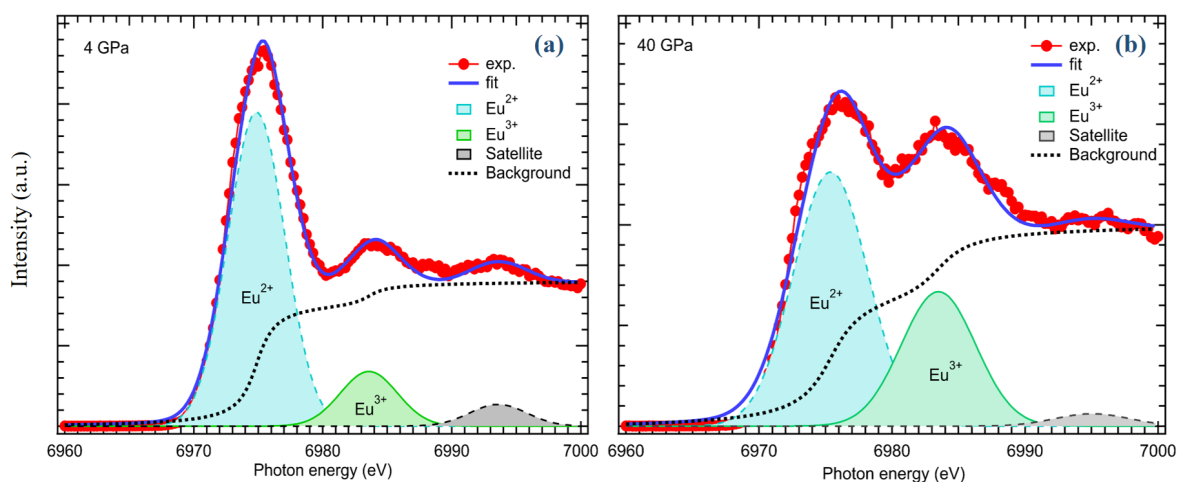 4 GPa
(a)
exp.
fit
Eu2+
Eu3+
Satellite
Background
Eu2+
Eu3+
Intensity (a.u.)
6960 6970 6980 6990 7000
Photon energy (eV)
40 GPa
(b)
exp.
fit
Eu2+
Eu3+
Satellite
Background
Eu2+
Eu3+
6960 6970 6980 6990 7000
Photon energy (eV)